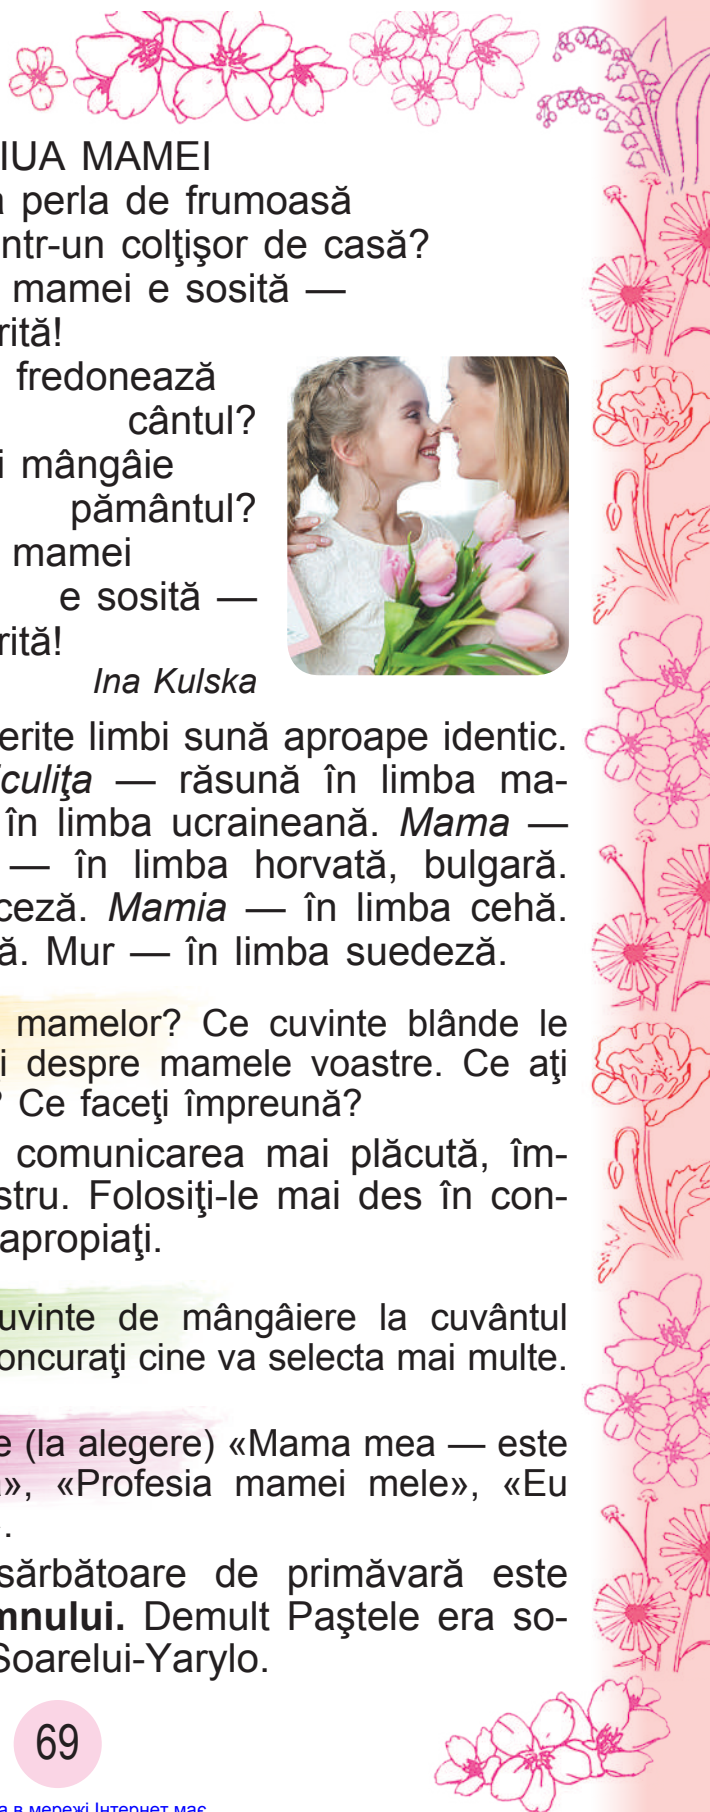 IUA MAMEI
perla de frumoasă
ntr-un colţişor de casă?
mamei e sosită —
rită!
fredonează
cântul?
i mângâie
pământul?
mamei
e sosită —
rită!
Ina Kulska
erite limbi sună aproape identic.
culiţa — răsună în limba ma-
în limba ucraineană. Mama —
— în limba horvată, bulgară.
ceză. Mamia — în limba cehă.
ă. Mur — în limba suedeză.
mamelor? Ce cuvinte blânde le
i despre mamele voastre. Ce aţi
? Ce faceţi împreună?
comunicarea mai plăcută, îm-
stru. Folosiţi-le mai des în con-
apropiaţi.
uvinte de mângâiere la cuvântul
oncuraţi cine va selecta mai multe.
e (la alegere) «Mama mea — este
», «Profesia mamei mele», «Eu
.
sărbătoare de primăvară este
mnului. Demult Paştele era so-
Soarelui-Yarylo.
69
а в мережі Інтернет має